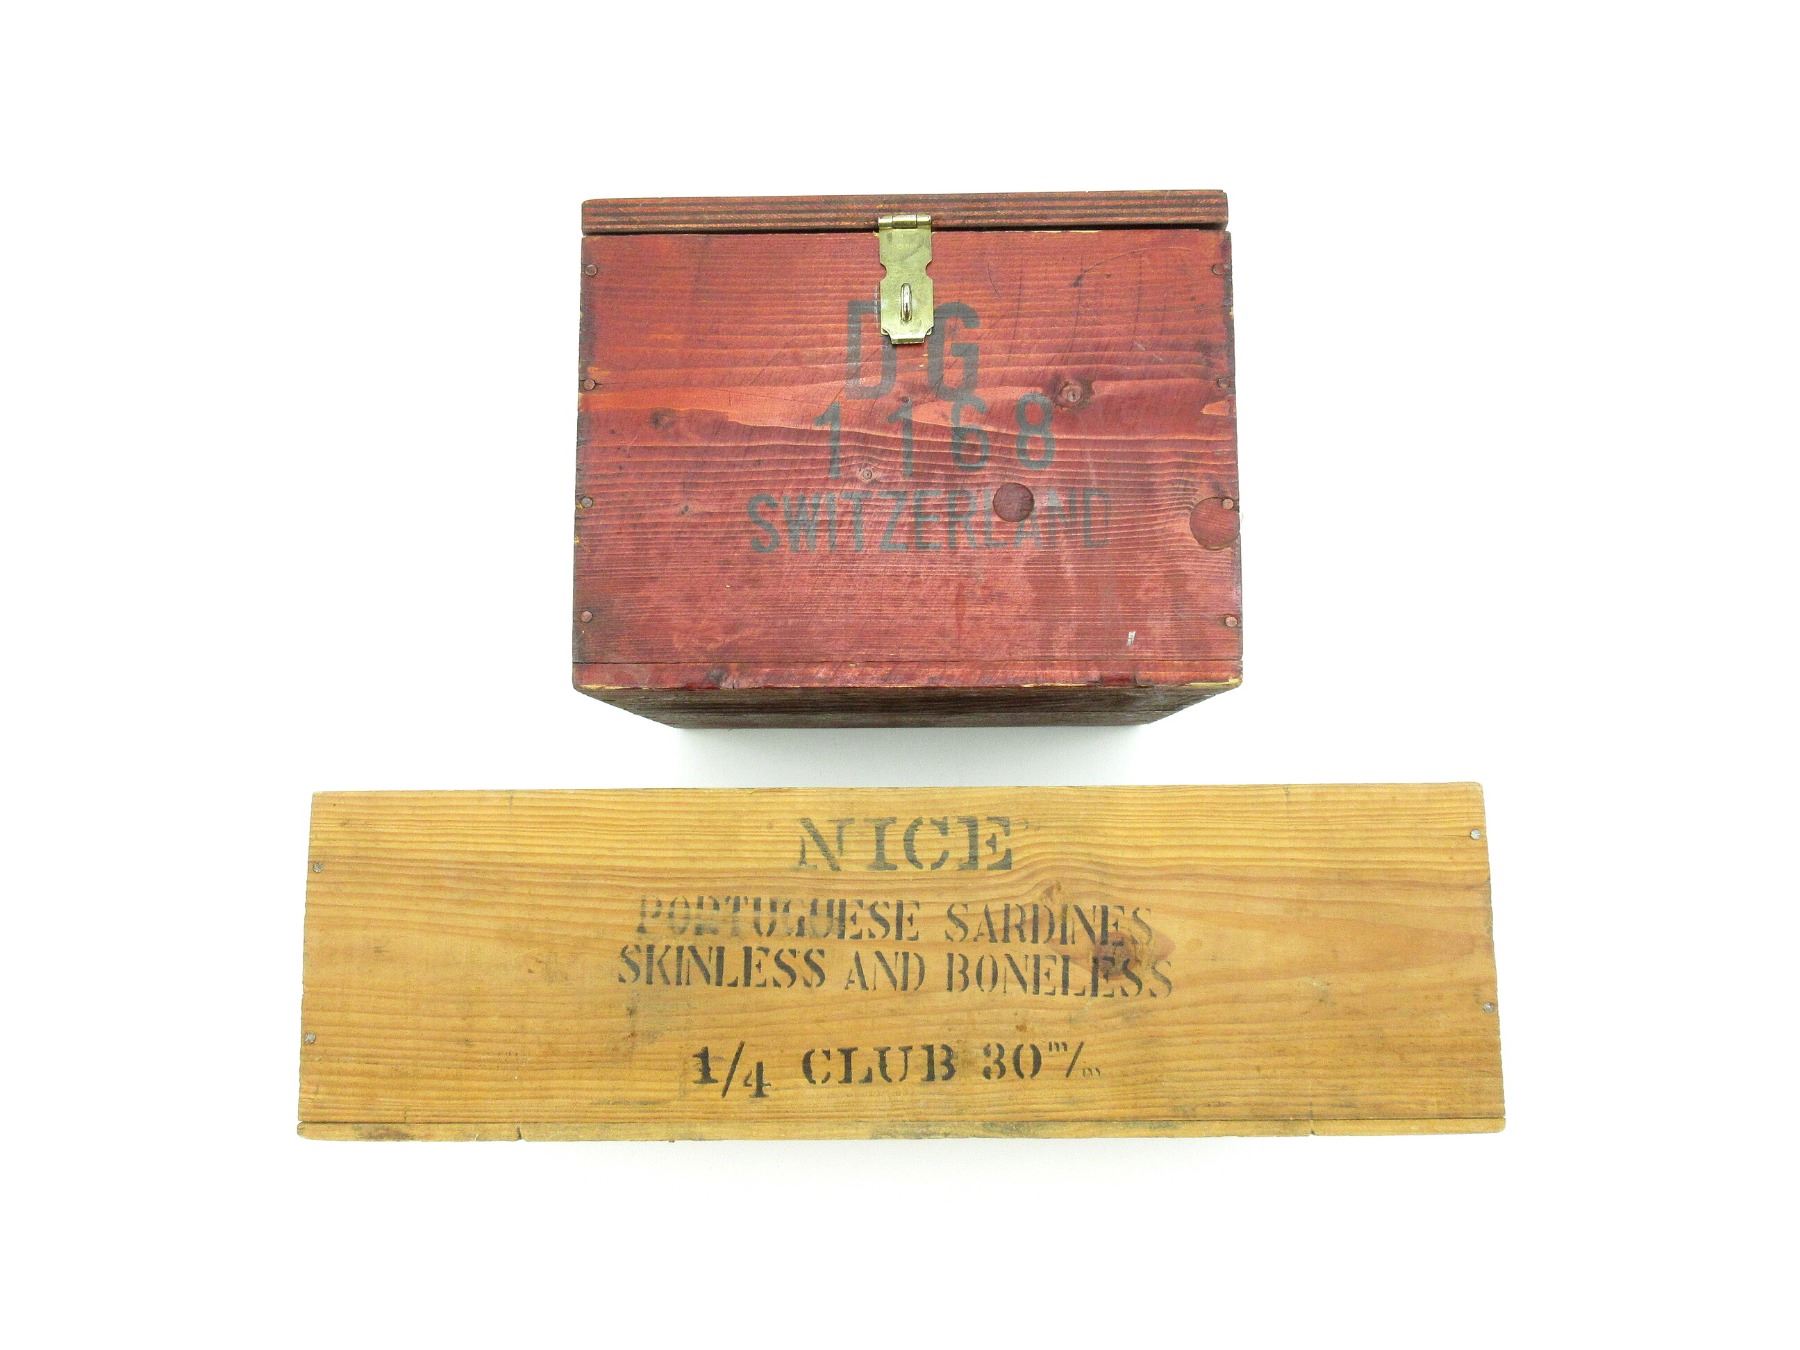 DG
1168
SWITZERLAND
NICE
PORTUGUESE SARDINES
SKINLESS AND BONELESS
1/4 CLUB 30 m/m